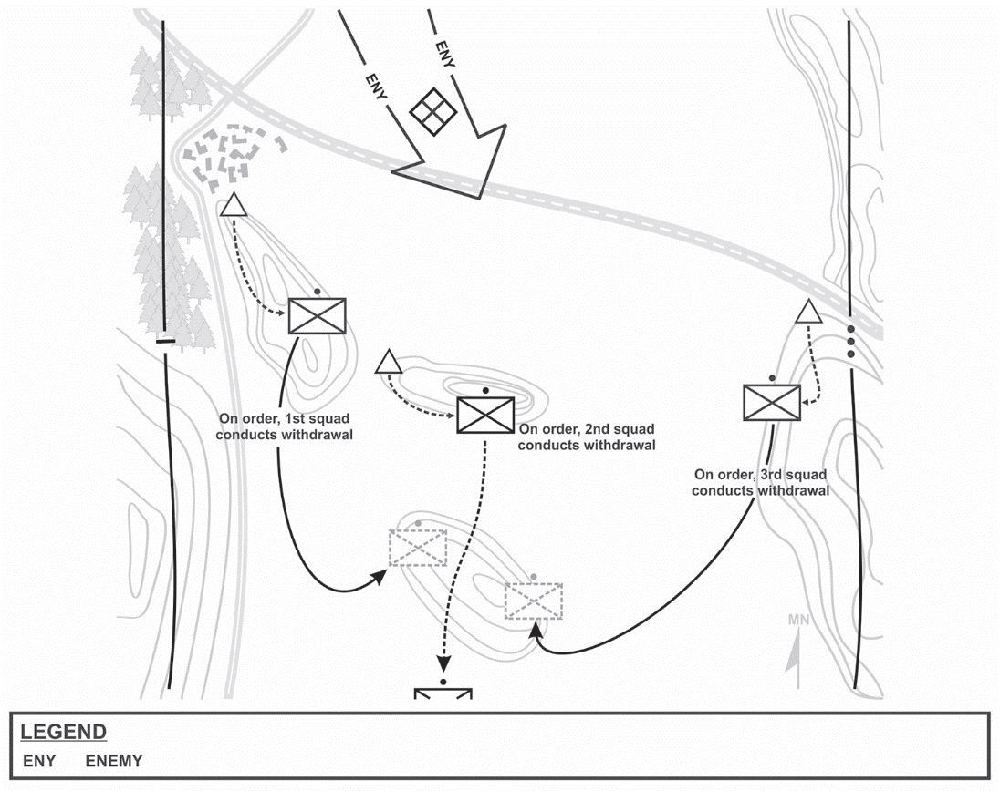 ENY
ENY
On order, 1st squad
conducts withdrawal
On order, 2nd squad
conducts withdrawal
On order, 3rd squad
conducts withdrawal
MN
LEGEND
ENY ENEMY